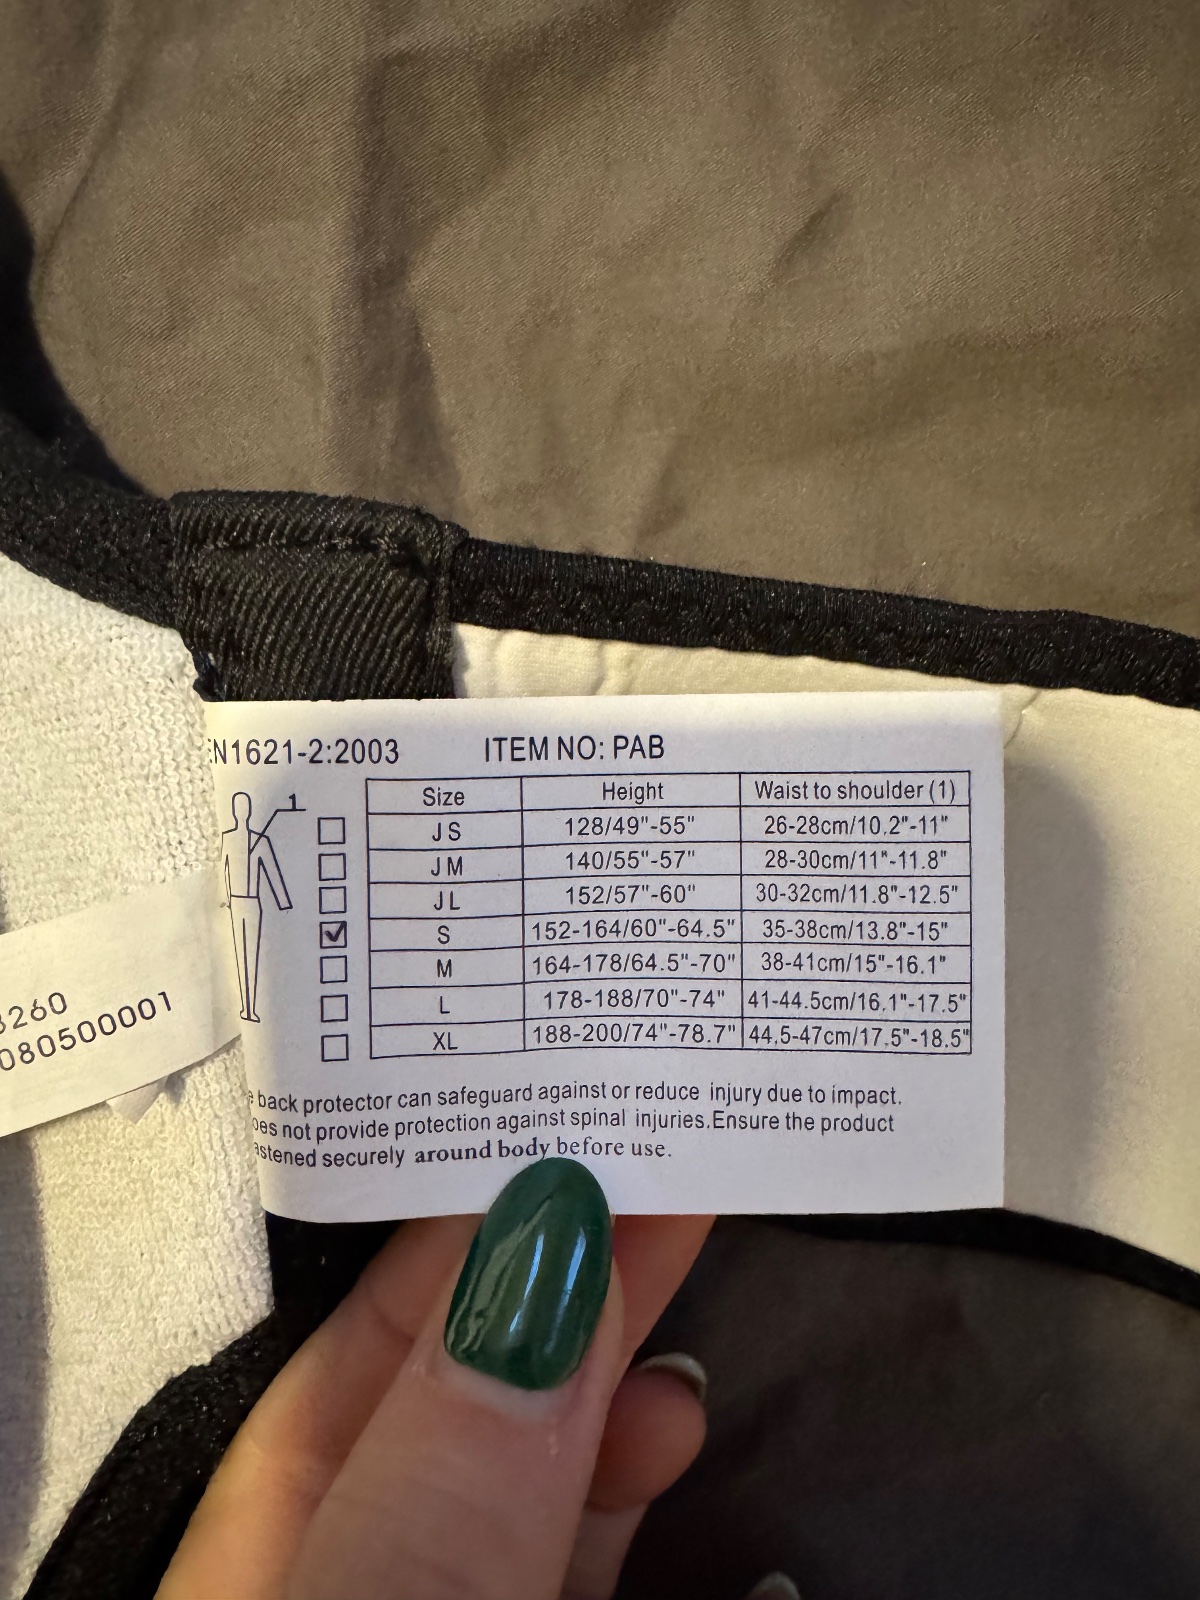 EN1621-2:2003 ITEM NO: PAB
1
Size Height Waist to shoulder (1)
JS 128/49"-55" 26-28cm/10.2"-11"
JM 140/55"-57" 28-30cm/11"-11.8"
JL 152/57"-60" 30-32cm/11.8"-12.5"
S 152-164/60"-64.5" 35-38cm/13.8"-15"
M 164-178/64.5"-70" 38-41cm/15"-16.1"
L 178-188/70"-74" 41-44.5cm/16.1"-17.5"
XL 188-200/74"-78.7" 44.5-47cm/17.5"-18.5"
back protector can safeguard against or reduce injury due to impact.
oes not provide protection against spinal injuries.Ensure the product
astened securely around body before use.
3260
080500001